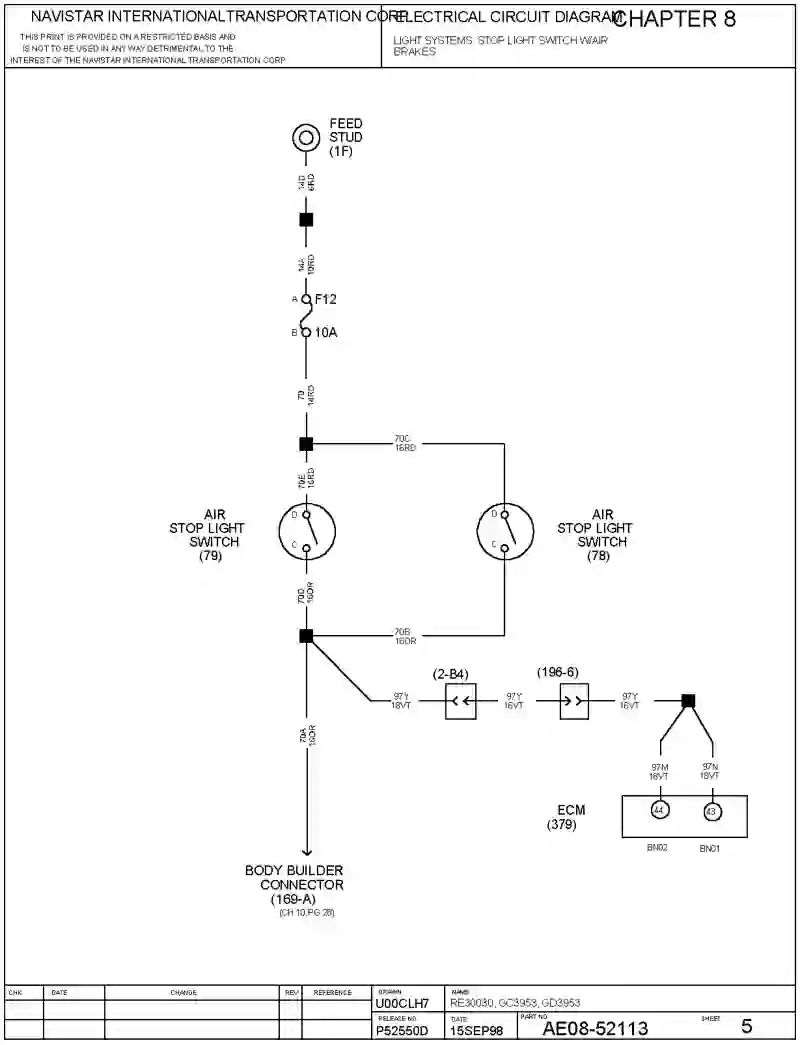 NAVISTAR INTERNATIONALTRANSPORTATION CORP.
THIS PRINT IS PROVIDED ON A RESTRICTED BASIS AND
IS NOT TO BE USED IN ANY WAY DETRIMENTAL TO THE
INTEREST OF THE NAVISTAR INTERNATIONAL TRANSPORTATION CORP
ELECTRICAL CIRCUIT DIAGRAM
CHAPTER 8
LIGHT SYSTEMS STOP LIGHT SWITCH W/AIR
BRAKES
FEED
STUD
(1F)
14D
6RD
14A
10RD
A
F12
B
10A
70
14RD
70C
16RD
70E
16RD
AIR
STOP LIGHT
SWITCH
(79)
D
C
D
C
AIR
STOP LIGHT
SWITCH
(78)
70D
16OR
70B
16OR
(2-B4)
(196-6)
97Y
18VT
97Y
18VT
97Y
18VT
70A
16OR
97M
18VT
97N
18VT
ECM
(379)
44
43
BN02
BN01
BODY BUILDER
CONNECTOR
(169-A)
(CH 10,PG 28)
CHK
DATE
CHANGE
REV
REFERENCE
DRAWN
U00CLH7
NAME
RE30030, GC3953, GD3953
RELEASE NO.
P52550D
DATE
15SEP98
PART NO
AE08-52113
SHEET
5